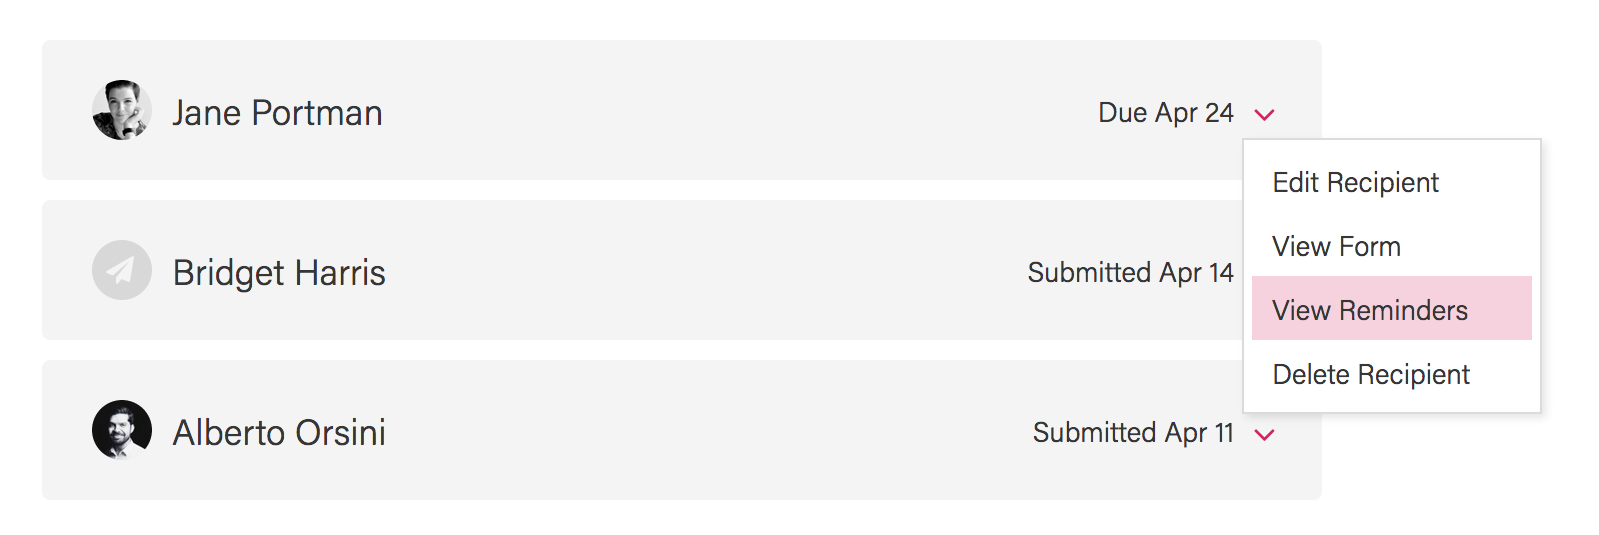 Jane Portman Due Apr 24
Edit Recipient
View Form
Bridget Harris Submitted Apr 14
View Reminders
Delete Recipient
Alberto Orsini Submitted Apr 11